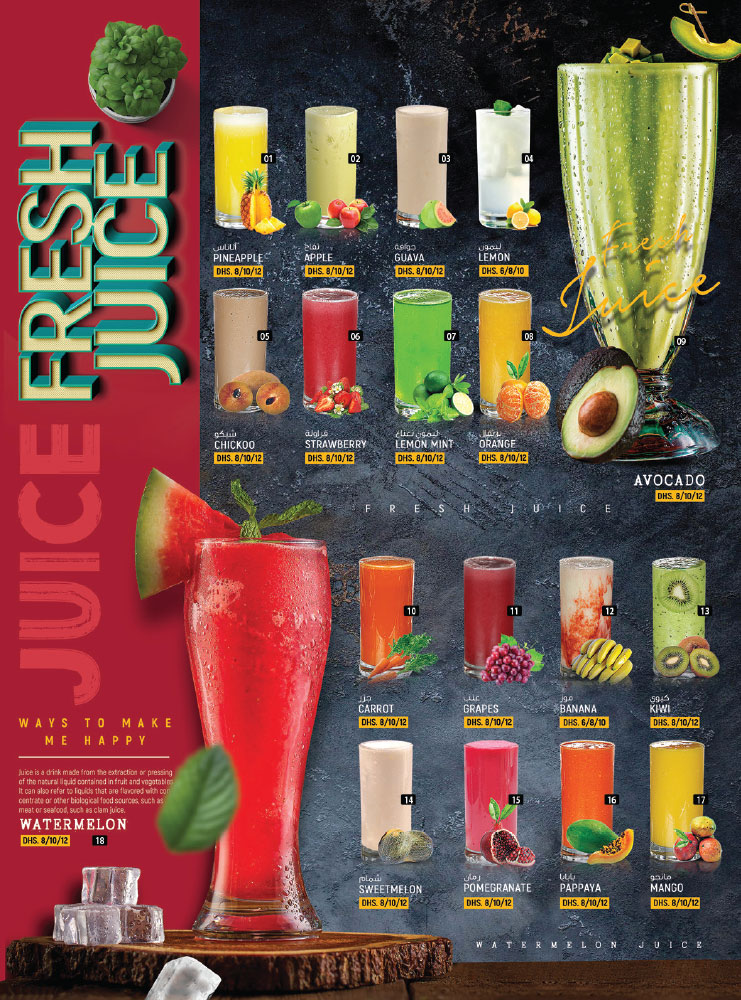 FRESH
JUICE
JUICE
WAYS TO MAKE
ME HAPPY
Juice is a drink made from the extraction or pressing
of the natural liquid contained in fruit and vegetables
It can also refer to liquids that are flavored with con
centrate or other biological food sources, such as
meat or seafood, such as clam juice.
WATERMELON
DHS. 8/10/12 18
01
اناناس
PINEAPPLE
DHS. 8/10/12
02
تفاح
APPLE
DHS. 8/10/12
03
جوافة
GUAVA
DHS. 8/10/12
04
ليمون
LEMON
DHS. 6/8/10
05
شيكو
CHICKOO
DHS. 8/10/12
06
فراولة
STRAWBERRY
DHS. 8/10/12
07
ليمون نعناع
LEMON MINT
DHS. 8/10/12
08
برتقال
ORANGE
DHS. 8/10/12
Fresh
Juice
09
AVOCADO
DHS. 8/10/12
FRESH JUICE
10
جزر
CARROT
DHS. 8/10/12
11
عنب
GRAPES
DHS. 8/10/12
12
موز
BANANA
DHS. 6/8/10
13
كيوي
KIWI
DHS. 8/10/12
14
شمام
SWEETMELON
DHS. 8/10/12
15
رمان
POMEGRANATE
DHS. 8/10/12
16
بابايا
PAPPAYA
DHS. 8/10/12
17
مانجو
MANGO
DHS. 8/10/12
WATERMELON JUICE